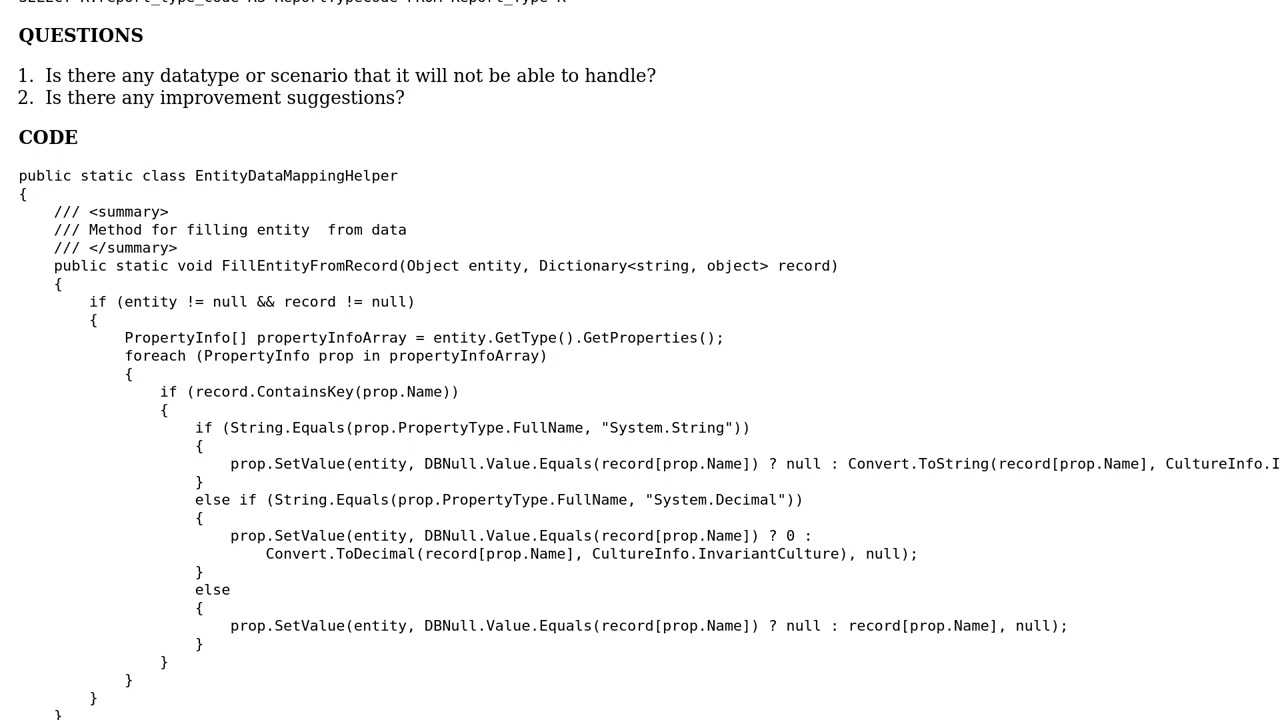 SELECT R.report_type_code AS ReportTypeCode FROM Report_Type R
QUESTIONS
1. Is there any datatype or scenario that it will not be able to handle?
2. Is there any improvement suggestions?
CODE
public static class EntityDataMappingHelper
{
    /// <summary>
    /// Method for filling entity  from data
    /// </summary>
    public static void FillEntityFromRecord(Object entity, Dictionary<string, object> record)
    {
        if (entity != null && record != null)
        {
            PropertyInfo[] propertyInfoArray = entity.GetType().GetProperties();
            foreach (PropertyInfo prop in propertyInfoArray)
            {
                if (record.ContainsKey(prop.Name))
                {
                    if (String.Equals(prop.PropertyType.FullName, "System.String"))
                    {
                        prop.SetValue(entity, DBNull.Value.Equals(record[prop.Name]) ? null : Convert.ToString(record[prop.Name], CultureInfo.I
                    }
                    else if (String.Equals(prop.PropertyType.FullName, "System.Decimal"))
                    {
                        prop.SetValue(entity, DBNull.Value.Equals(record[prop.Name]) ? 0 :
                            Convert.ToDecimal(record[prop.Name], CultureInfo.InvariantCulture), null);
                    }
                    else
                    {
                        prop.SetValue(entity, DBNull.Value.Equals(record[prop.Name]) ? null : record[prop.Name], null);
                    }
                }
            }
        }
    }